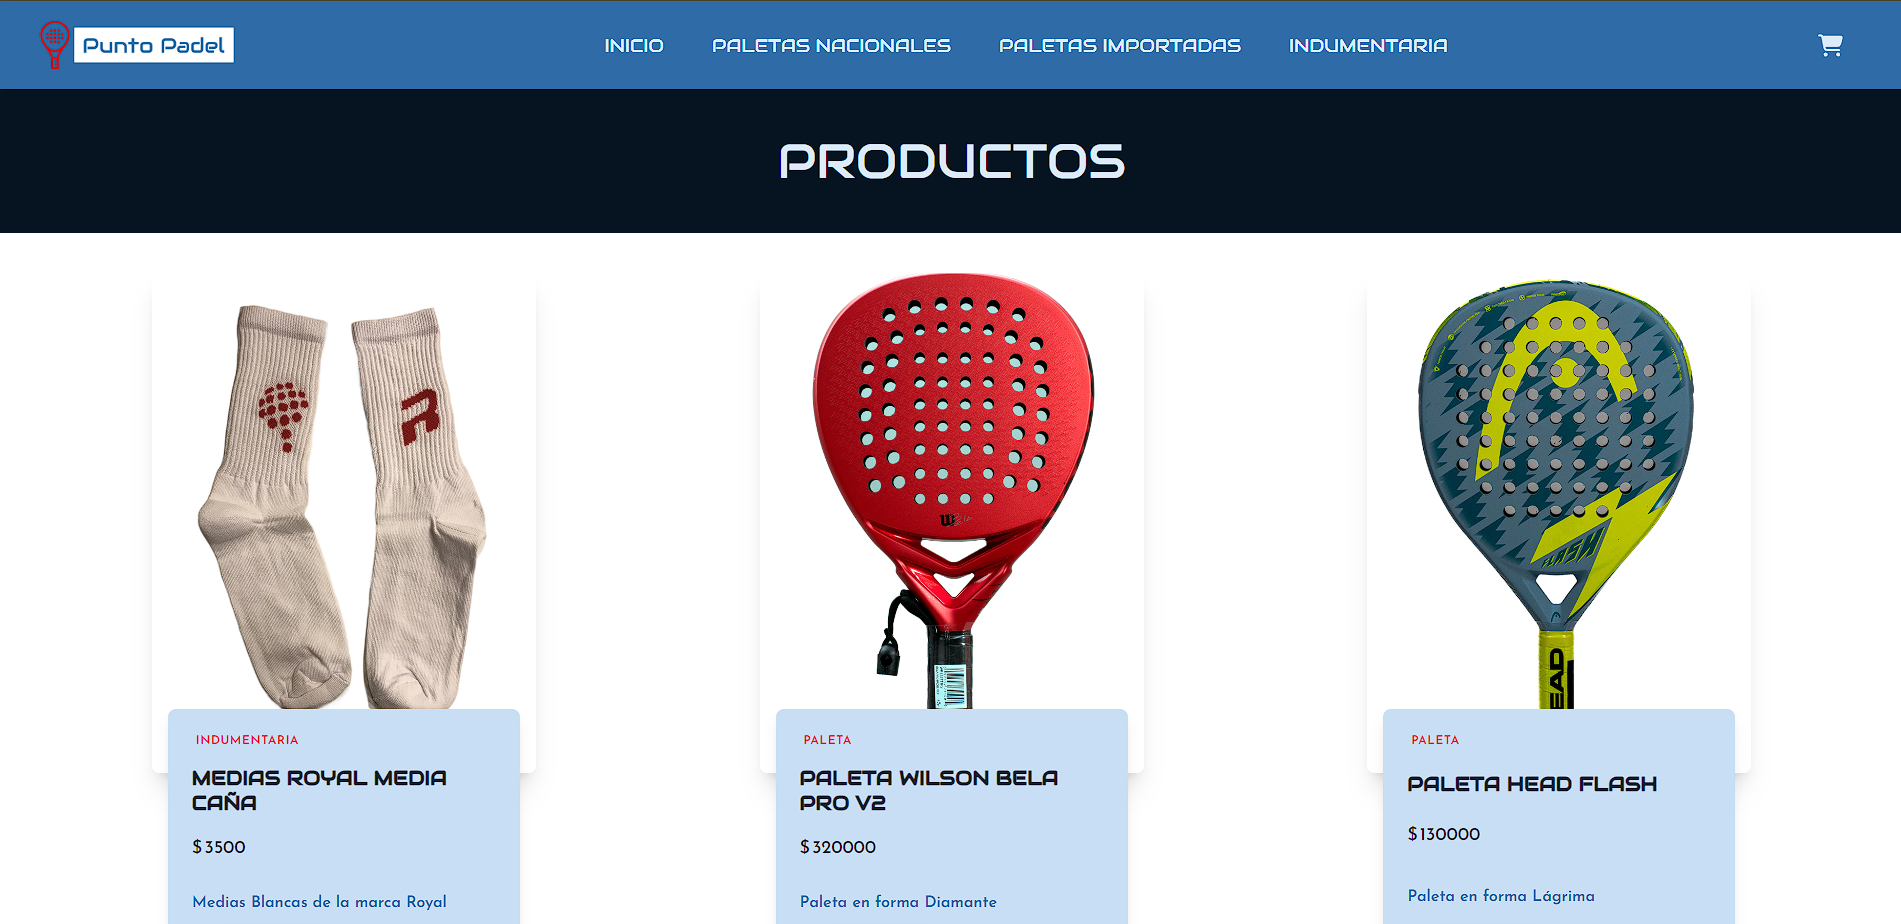 Punto Padel
INICIO
PALETAS NACIONALES
PALETAS IMPORTADAS
INDUMENTARIA
PRODUCTOS
R
W
FLASH
EAD
INDUMENTARIA
MEDIAS ROYAL MEDIA
CAÑA
$3500
Medias Blancas de la marca Royal
PALETA
PALETA WILSON BELA
PRO V2
$320000
Paleta en forma Diamante
PALETA
PALETA HEAD FLASH
$130000
Paleta en forma Lágrima